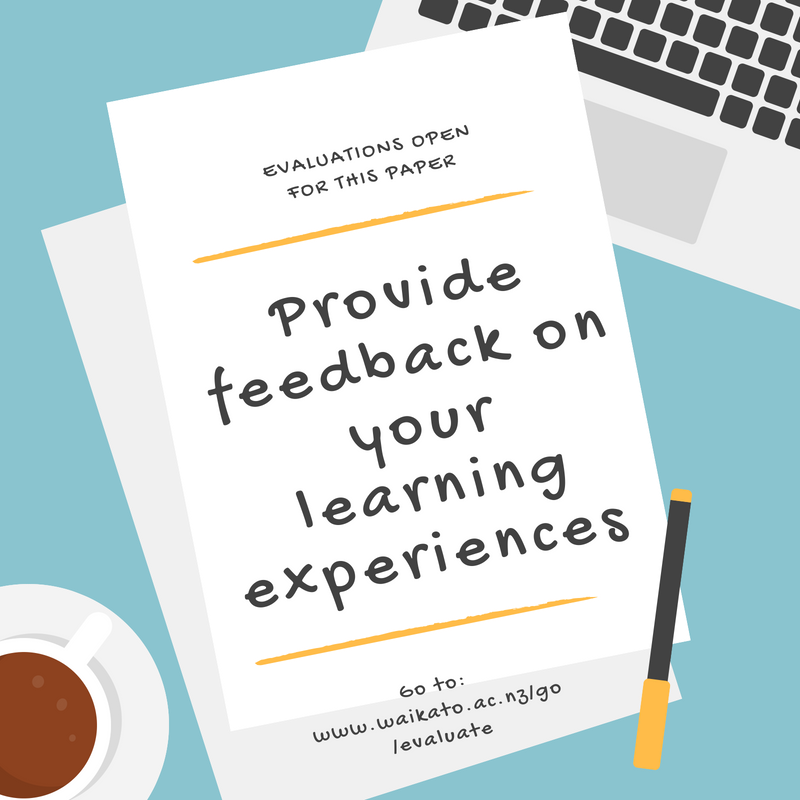 EVALUATIONS OPEN
FOR THIS PAPER
Provide
feedback on
your
learning
experiences
Go to:
www.waikato.ac.nz/go
/evaluate